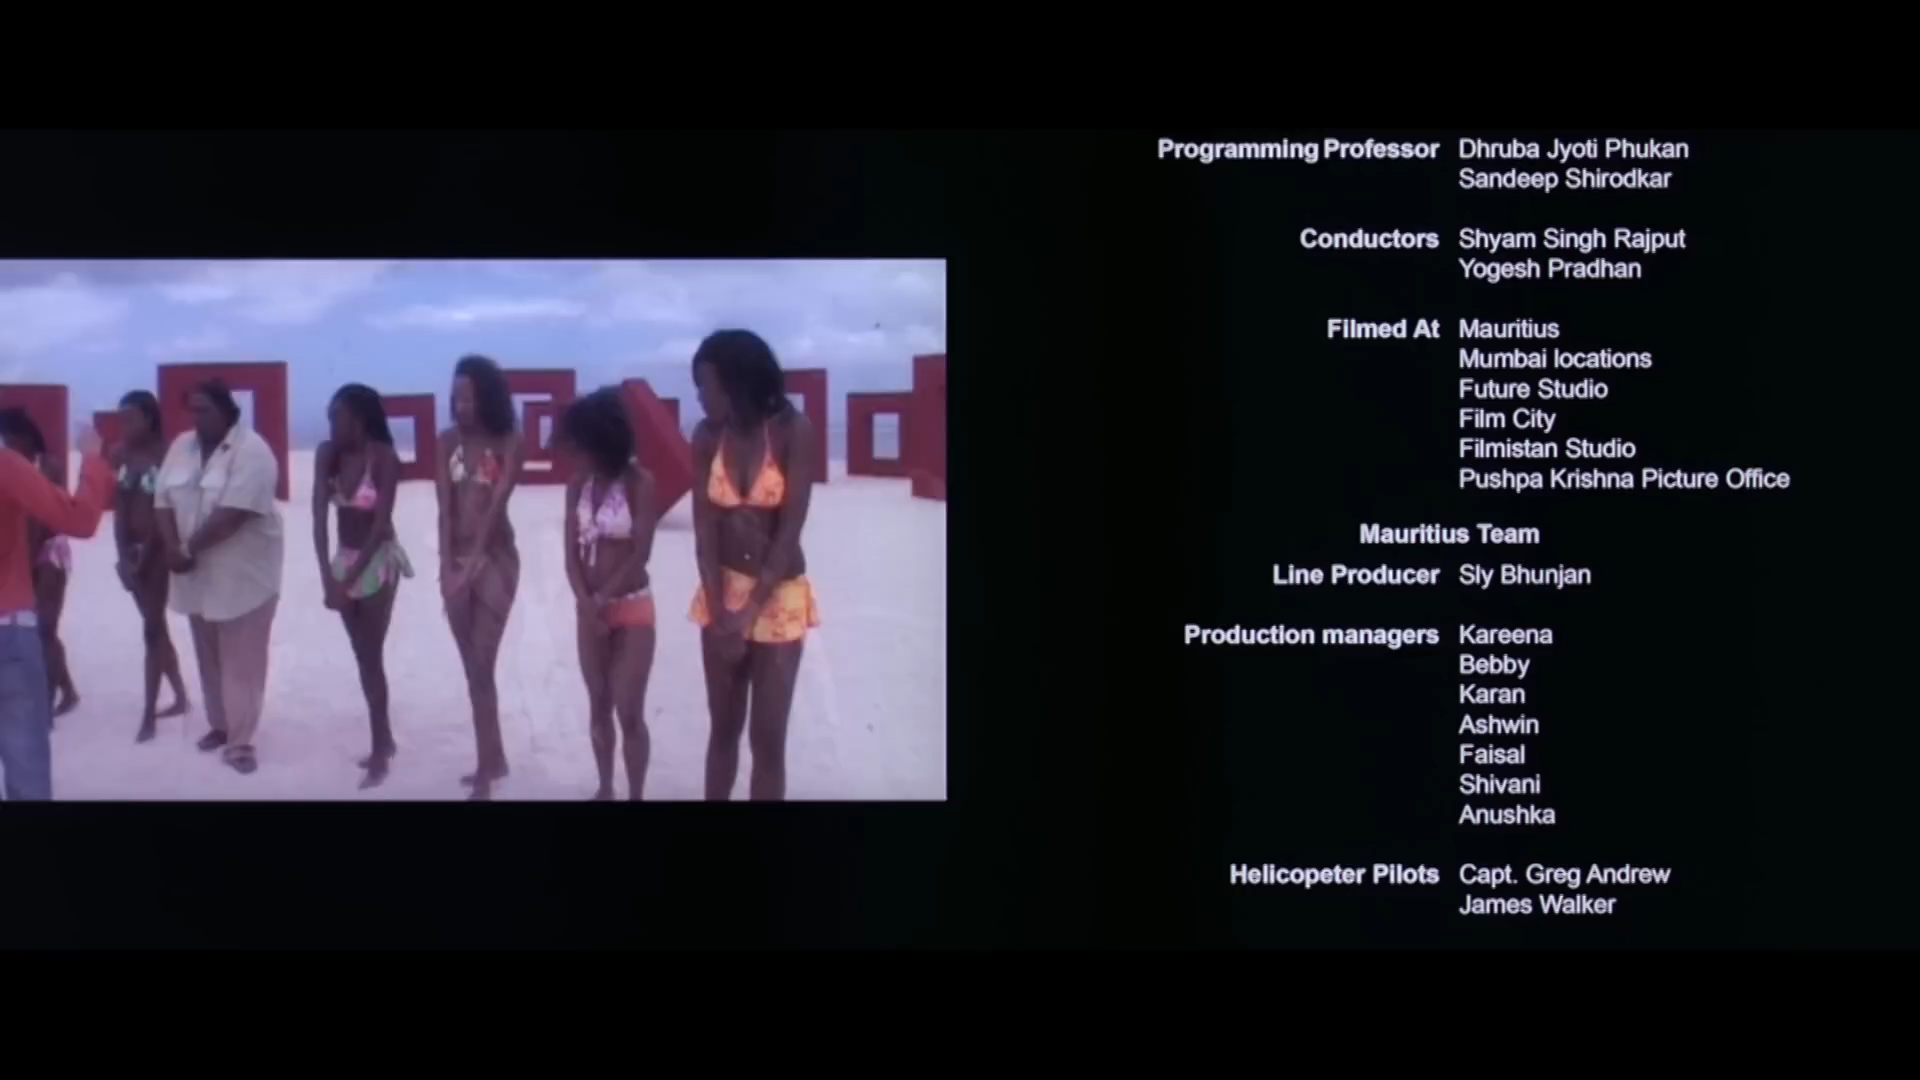 Programming Professor Dhruba Jyoti Phukan
Sandeep Shirodkar
Conductors Shyam Singh Rajput
Yogesh Pradhan
Filmed At Mauritius
Mumbai locations
Future Studio
Film City
Filmistan Studio
Pushpa Krishna Picture Office
Mauritius Team
Line Producer Sly Bhunjan
Production managers Kareena
Bebby
Karan
Ashwin
Faisal
Shivani
Anushka
Helicopeter Pilots Capt. Greg Andrew
James Walker